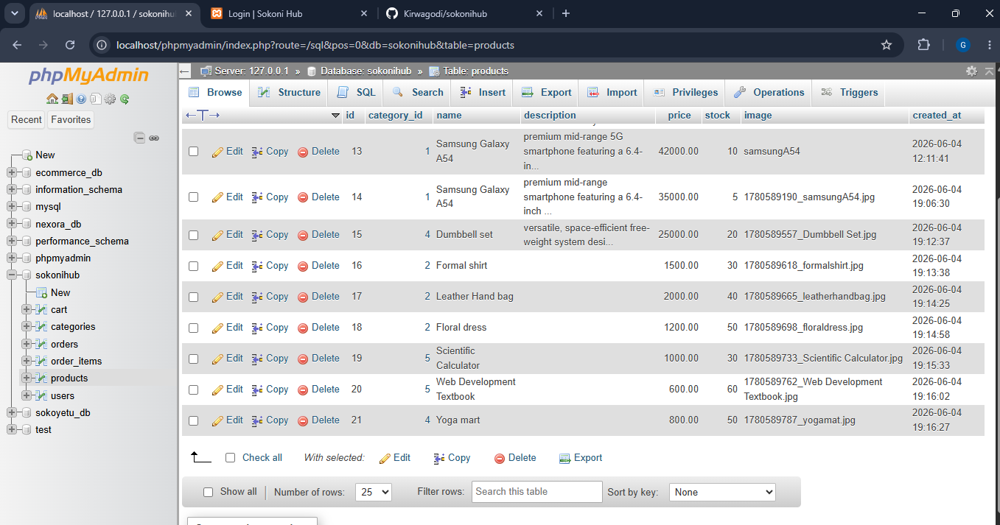 localhost / 127.0.0.1 / sokonihu
Login | Sokoni Hub
Kirwagodi/sokonihub
localhost/phpmyadmin/index.php?route=/sql&pos=0&db=sokonihub&table=products
G
phpMyAdmin
Recent
Favorites
New
ecommerce_db
information_schema
mysql
nexora_db
performance_schema
phpmyadmin
sokonihub
New
cart
categories
orders
order_items
products
users
sokoyetu_db
test
Server: 127.0.0.1 » Database: sokonihub » Table: products
Browse Structure SQL Search Insert Export Import Privileges Operations Triggers
←T→ id category_id name description price stock image created_at
Edit Copy Delete 13 1 Samsung Galaxy A54 premium mid-range 5G smartphone featuring a 6.4-in... 42000.00 10 samsungA54 2026-06-04 12:11:41
Edit Copy Delete 14 1 Samsung Galaxy A54 premium mid-range smartphone featuring a 6.4-inch ... 35000.00 5 1780589190_samsungA54.jpg 2026-06-04 19:06:30
Edit Copy Delete 15 4 Dumbbell set versatile, space-efficient free-weight system desi... 25000.00 20 1780589557_Dumbbell Set.jpg 2026-06-04 19:12:37
Edit Copy Delete 16 2 Formal shirt 1500.00 30 1780589618_formalshirt.jpg 2026-06-04 19:13:38
Edit Copy Delete 17 2 Leather Hand bag 2000.00 40 1780589665_leatherhandbag.jpg 2026-06-04 19:14:25
Edit Copy Delete 18 2 Floral dress 1200.00 50 1780589698_floraldress.jpg 2026-06-04 19:14:58
Edit Copy Delete 19 5 Scientific Calculator 1000.00 30 1780589733_Scientific Calculator.jpg 2026-06-04 19:15:33
Edit Copy Delete 20 5 Web Development Textbook 600.00 60 1780589762_Web Development Textbook.jpg 2026-06-04 19:16:02
Edit Copy Delete 21 4 Yoga mart 800.00 50 1780589787_yogamat.jpg 2026-06-04 19:16:27
Check all With selected: Edit Copy Delete Export
Show all Number of rows: 25 Filter rows: Search this table Sort by key: None